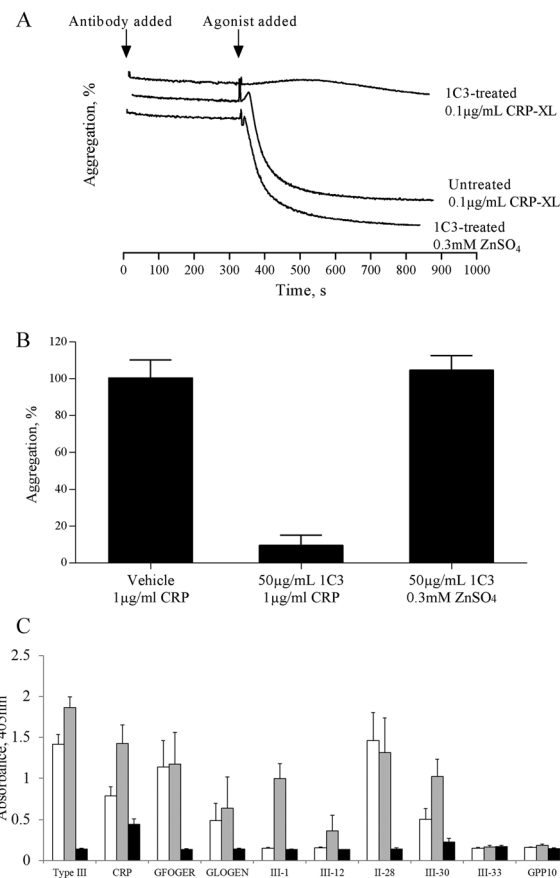 A
Antibody added Agonist added
Aggregation, %
1C3-treated
0.1µg/mL CRP-XL
Untreated
0.1µg/mL CRP-XL
1C3-treated
0.3mM ZnSO4
0 100 200 300 400 500 600 700 800 900 1000
Time, s
B
Aggregation, %
120
100
80
60
40
20
0
Vehicle
1µg/ml CRP
50µg/mL 1C3
1µg/ml CRP
50µg/mL 1C3
0.3mM ZnSO4
C
Absorbance, 405nm
2.5
2
1.5
1
0.5
0
Type III CRP GFOGER GLOGEN III-1 III-12 II-28 III-30 III-33 GPP10